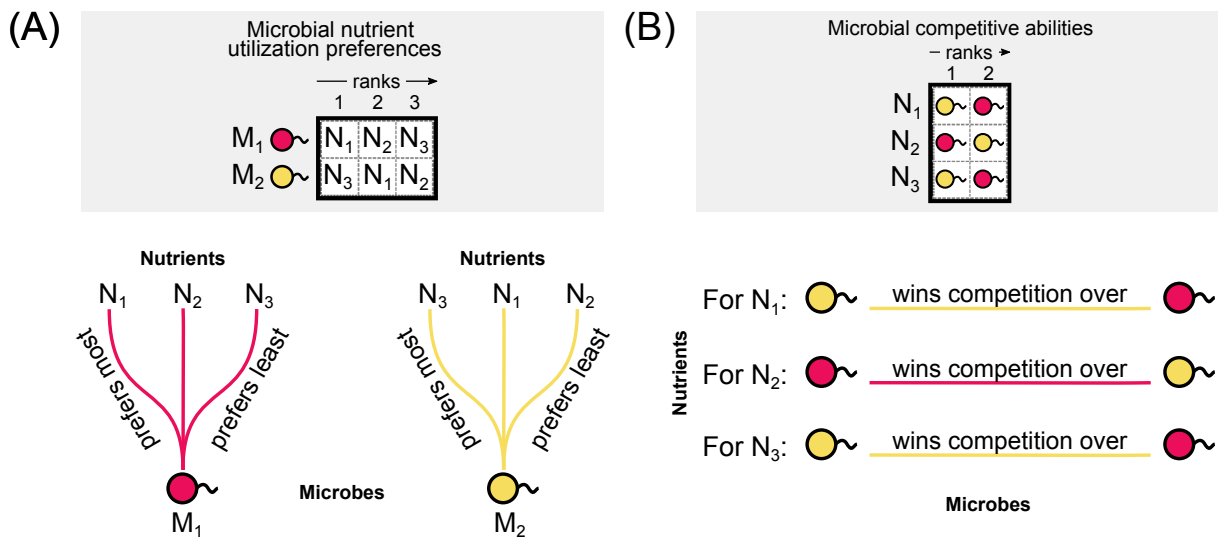 (A)
Microbial nutrient
utilization preferences
ranks
1 2 3
M₁ N₁ N₂ N₃
M₂ N₃ N₁ N₂
Nutrients
N₁ N₂ N₃
prefers most
prefers least
M₁
Nutrients
N₃ N₁ N₂
prefers most
prefers least
M₂
Microbes
(B)
Microbial competitive abilities
ranks
1 2
N₁
N₂
N₃
Nutrients
For N₁: wins competition over
For N₂: wins competition over
For N₃: wins competition over
Microbes